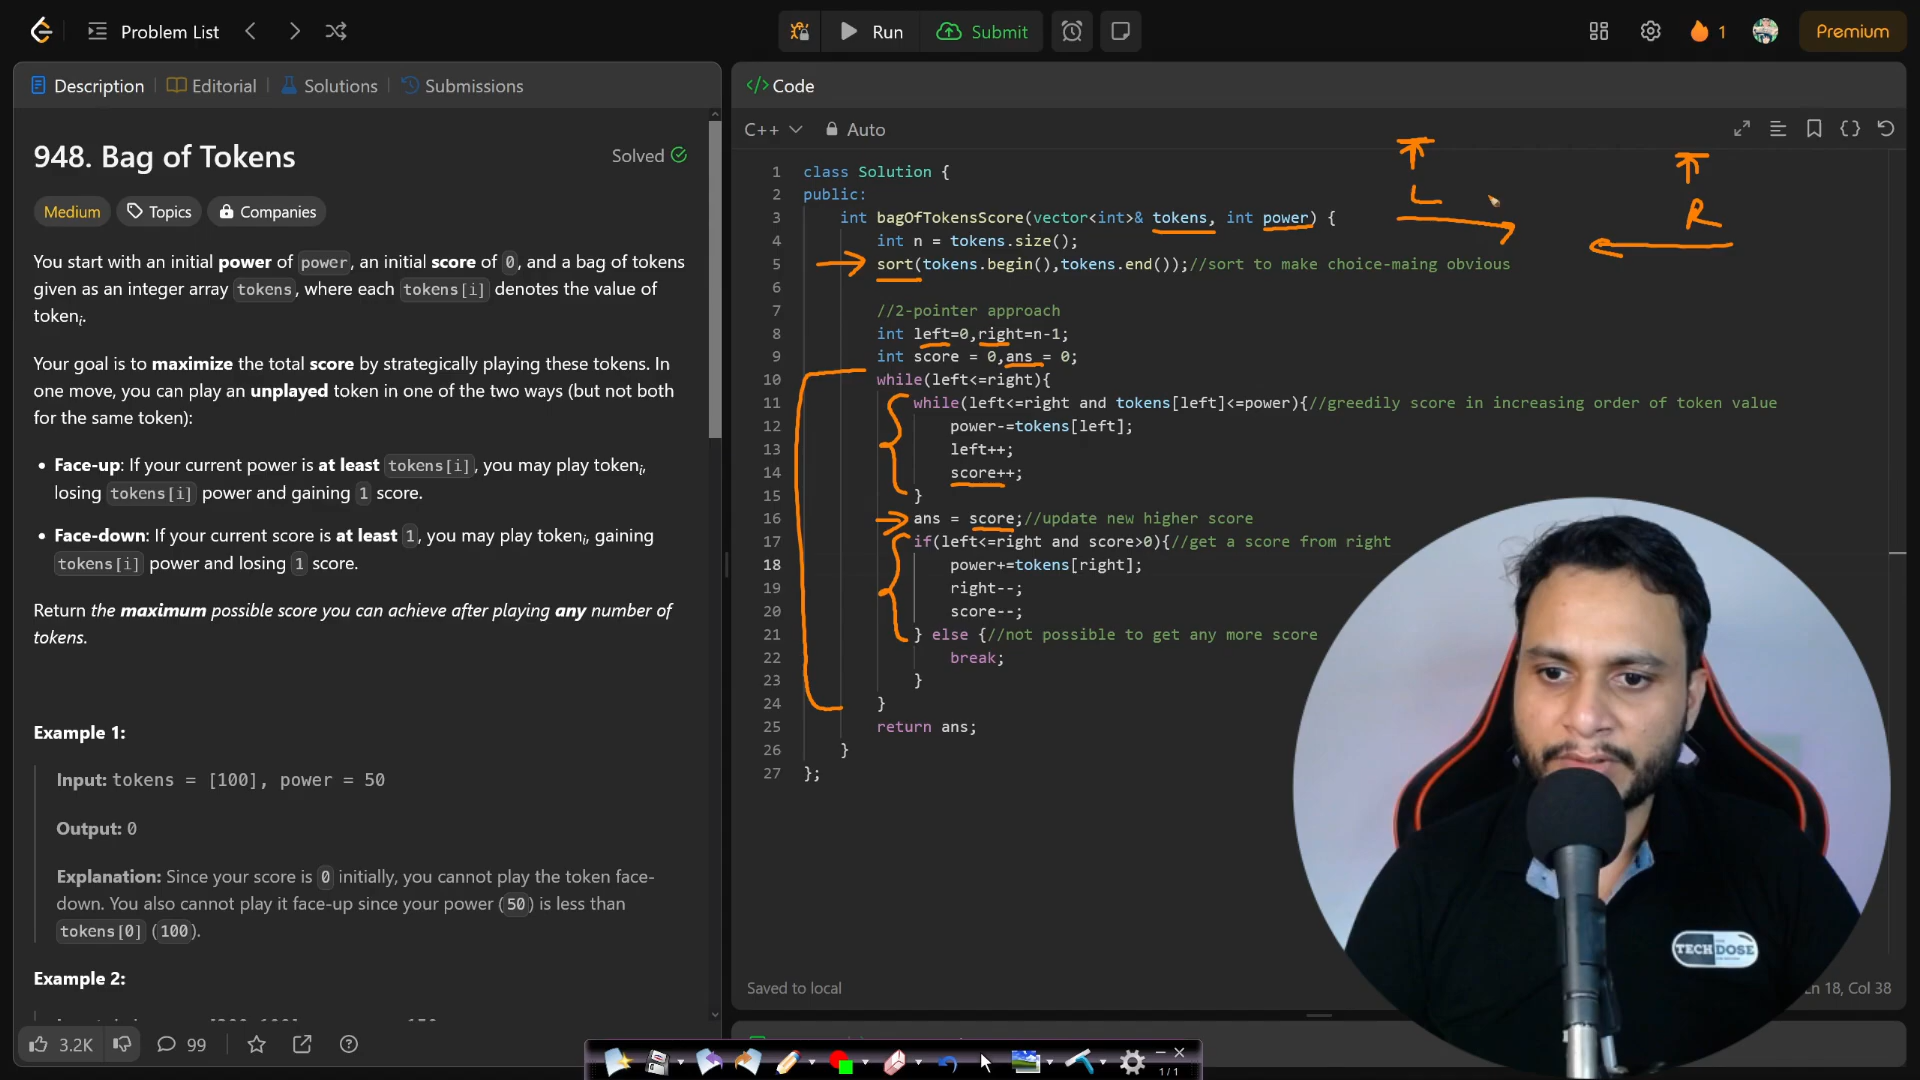 Problem List
Run
Submit
1
Premium
Description
Editorial
Solutions
Submissions
948. Bag of Tokens
Solved
Medium
Topics
Companies
You start with an initial power of power, an initial score of 0, and a bag of tokens
given as an integer array tokens, where each tokens[i] denotes the value of
tokeni.
Your goal is to maximize the total score by strategically playing these tokens. In
one move, you can play an unplayed token in one of the two ways (but not both
for the same token):
• Face-up: If your current power is at least tokens[i], you may play tokeni,
losing tokens[i] power and gaining 1 score.
• Face-down: If your current score is at least 1, you may play tokeni, gaining
tokens[i] power and losing 1 score.
Return the maximum possible score you can achieve after playing any number of
tokens.
Example 1:
Input: tokens = [100], power = 50
Output: 0
Explanation: Since your score is 0 initially, you cannot play the token face-
down. You also cannot play it face-up since your power (50) is less than
tokens[0] (100).
Example 2:
3.2K
99
</> Code
C++
Auto
L
R
1 class Solution {
2 public:
3 int bagOfTokensScore(vector<int>& tokens, int power) {
4 int n = tokens.size();
5 sort(tokens.begin(),tokens.end());//sort to make choice-maing obvious
6
7 //2-pointer approach
8 int left=0,right=n-1;
9 int score = 0,ans = 0;
10 while(left<=right){
11 while(left<=right and tokens[left]<=power){//greedily score in increasing order of token value
12 power-=tokens[left];
13 left++;
14 score++;
15 }
16 ans = score;//update new higher score
17 if(left<=right and score>0){//get a score from right
18 power+=tokens[right];
19 right--;
20 score--;
21 } else {//not possible to get any more score
22 break;
23 }
24 }
25 return ans;
26 }
27 };
Saved to local
Ln 18, Col 38
TECH DOSE
1/1